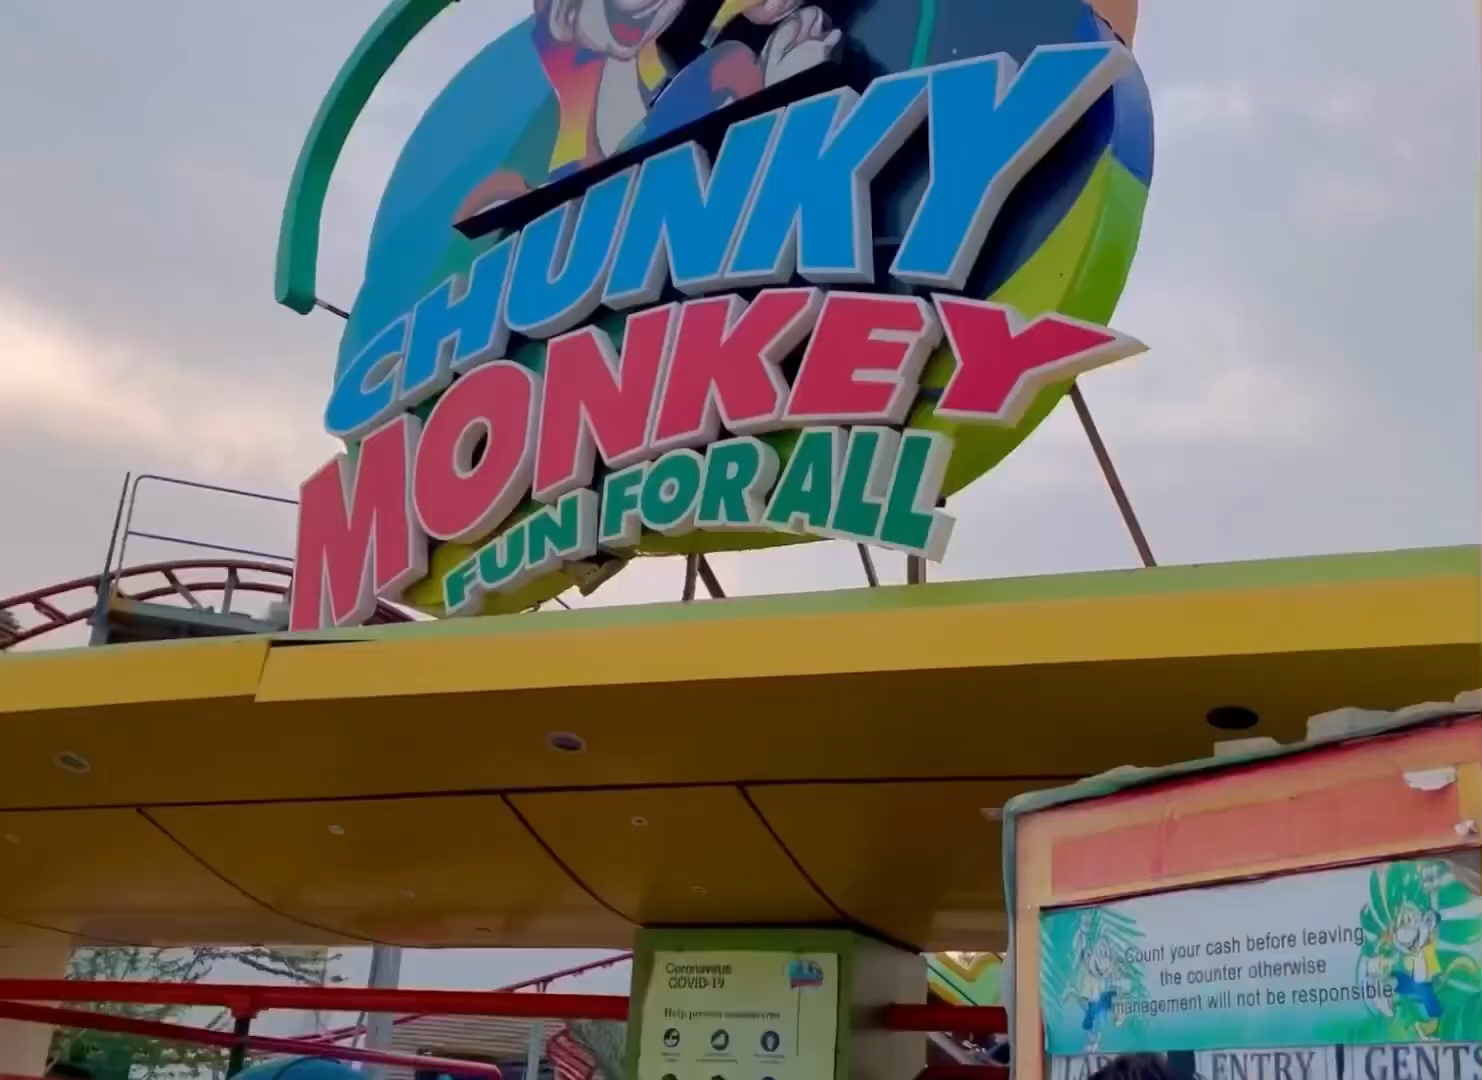 CHUNKY
MONKEY
FUN FOR ALL
Count your cash before leaving
the counter otherwise
management will not be responsible
Coronavirus
COVID-19
Help prevent
ENTRY
GENTS